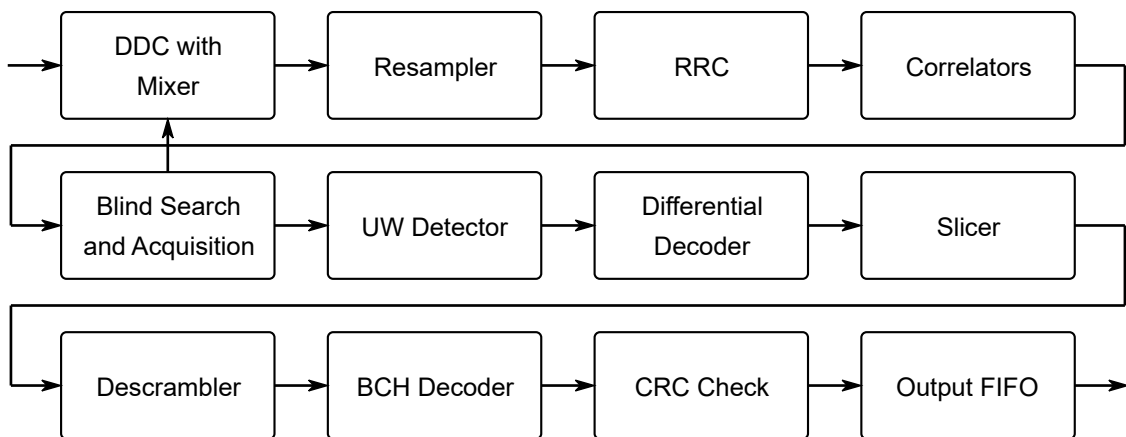 DDC with
Mixer
Resampler
RRC
Correlators
Blind Search
and Acquisition
UW Detector
Differential
Decoder
Slicer
Descrambler
BCH Decoder
CRC Check
Output FIFO